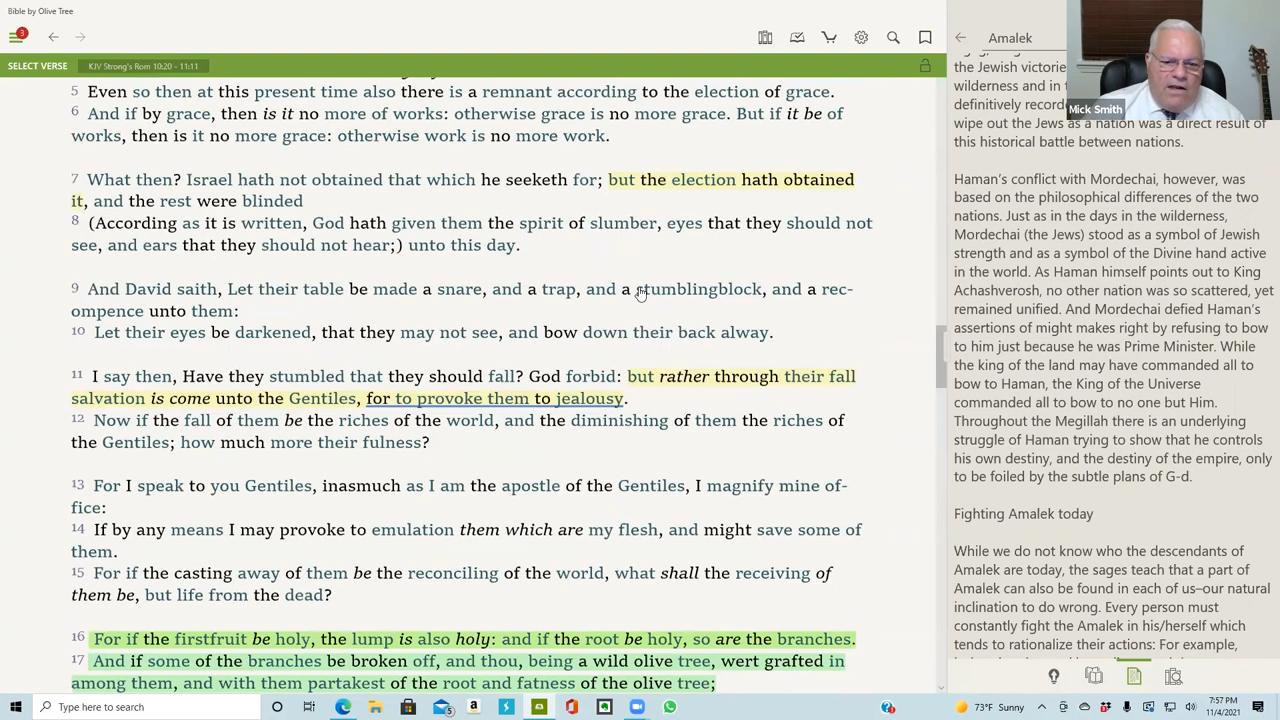 Bible by Olive Tree
3
SELECT VERSE
KJV Strong's Rom 10:20 - 11:11
5 Even so then at this present time also there is a remnant according to the election of grace.
6 And if by grace, then is it no more of works: otherwise grace is no more grace. But if it be of
works, then is it no more grace: otherwise work is no more work.
7 What then? Israel hath not obtained that which he seeketh for; but the election hath obtained
it, and the rest were blinded
8 (According as it is written, God hath given them the spirit of slumber, eyes that they should not
see, and ears that they should not hear;) unto this day.
9 And David saith, Let their table be made a snare, and a trap, and a stumblingblock, and a rec-
ompence unto them:
10 Let their eyes be darkened, that they may not see, and bow down their back alway.
11 I say then, Have they stumbled that they should fall? God forbid: but rather through their fall
salvation is come unto the Gentiles, for to provoke them to jealousy.
12 Now if the fall of them be the riches of the world, and the diminishing of them the riches of
the Gentiles; how much more their fulness?
13 For I speak to you Gentiles, inasmuch as I am the apostle of the Gentiles, I magnify mine of-
fice:
14 If by any means I may provoke to emulation them which are my flesh, and might save some of
them.
15 For if the casting away of them be the reconciling of the world, what shall the receiving of
them be, but life from the dead?
16 For if the firstfruit be holy, the lump is also holy: and if the root be holy, so are the branches.
17 And if some of the branches be broken off, and thou, being a wild olive tree, wert grafted in
among them, and with them partakest of the root and fatness of the olive tree;
Amalek
the Jewish victories
wilderness and in t
definitively record
wipe out the Jews as a nation was a direct result of
this historical battle between nations.
Haman's conflict with Mordechai, however, was
based on the philosophical differences of the two
nations. Just as in the days in the wilderness,
Mordechai (the Jews) stood as a symbol of Jewish
strength and as a symbol of the Divine hand active
in the world. As Haman himself points out to King
Achashverosh, no other nation was so scattered, yet
remained unified. And Mordechai defied Haman's
assertions of might makes right by refusing to bow
to him just because he was Prime Minister. While
the king of the land may have commanded all to
bow to Haman, the King of the Universe
commanded all to bow to no one but Him.
Throughout the Megillah there is an underlying
struggle of Haman trying to show that he controls
his own destiny, and the destiny of the empire, only
to be foiled by the subtle plans of G-d.
Fighting Amalek today
While we do not know who the descendants of
Amalek are today, the sages teach that a part of
Amalek can also be found in each of us–our natural
inclination to do wrong. Every person must
constantly fight the Amalek in his/herself which
tends to rationalize their actions: For example,
Mick Smith
Type here to search
73°F Sunny
7:57 PM
11/4/2021